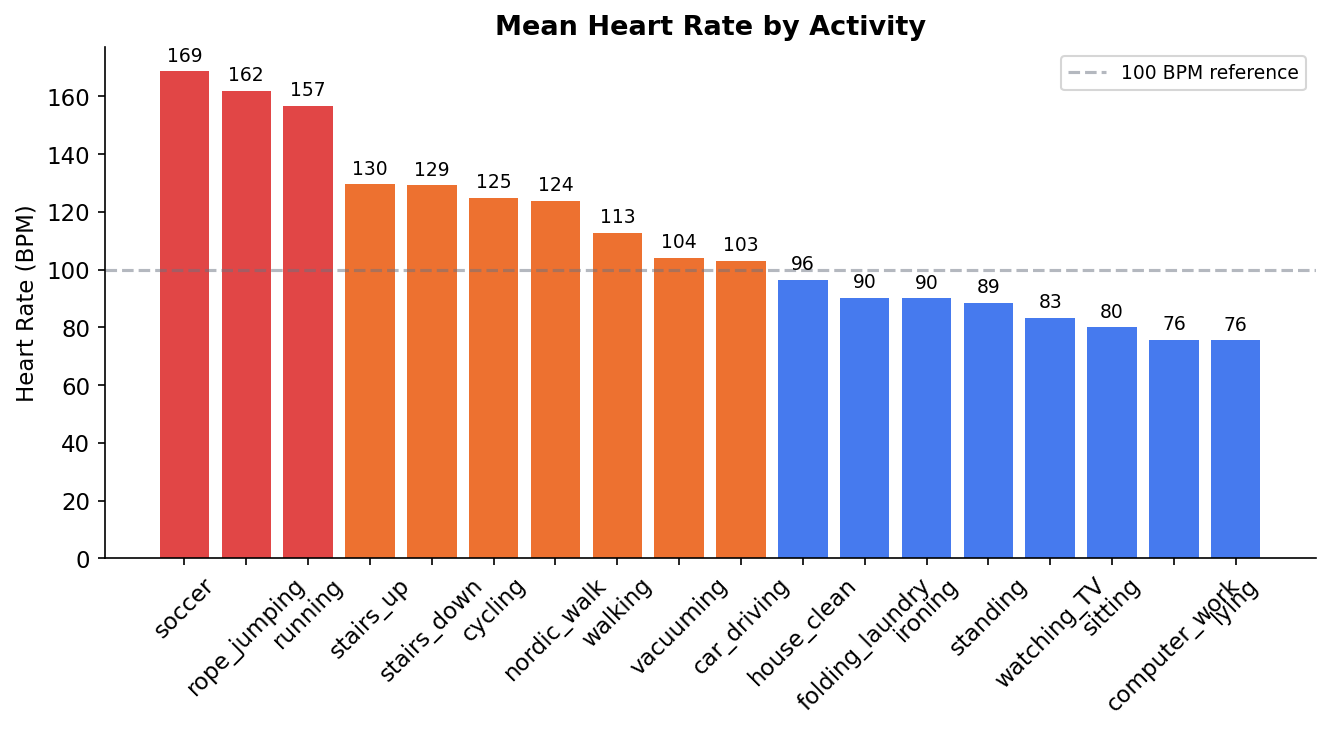 Mean Heart Rate by Activity
100 BPM reference
Heart Rate (BPM)
160
140
120
100
80
60
40
20
0
169
162
157
130
129
125
124
113
104
103
96
90
90
89
83
80
76
76
soccer
rope_jumping
running
stairs_up
stairs_down
cycling
nordic_walk
walking
vacuuming
car_driving
house_clean
folding_laundry
ironing
standing
watching_TV
sitting
computer_work
lying